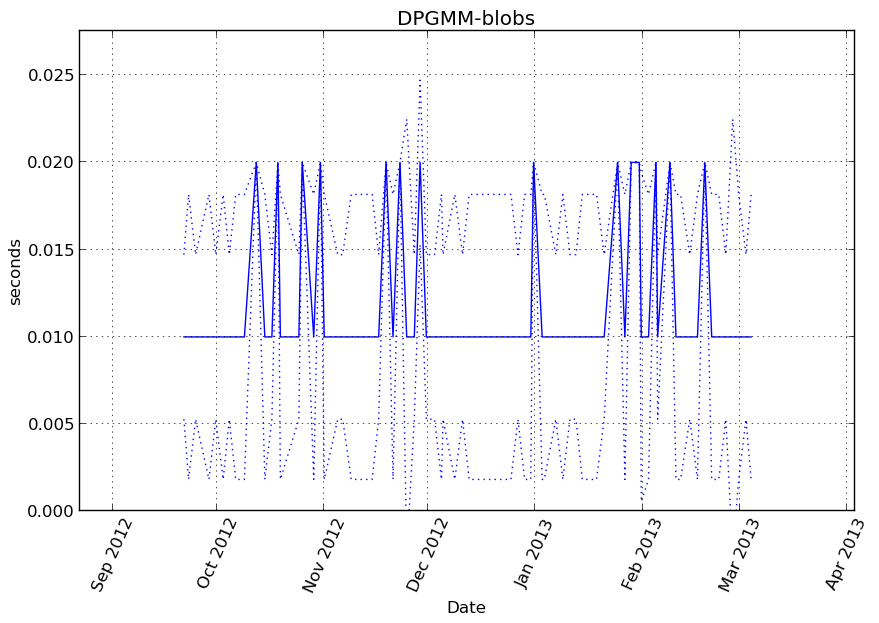 DPGMM-blobs
seconds
0.025
0.020
0.015
0.010
0.005
0.000
Sep 2012
Oct 2012
Nov 2012
Dec 2012
Jan 2013
Feb 2013
Mar 2013
Apr 2013
Date